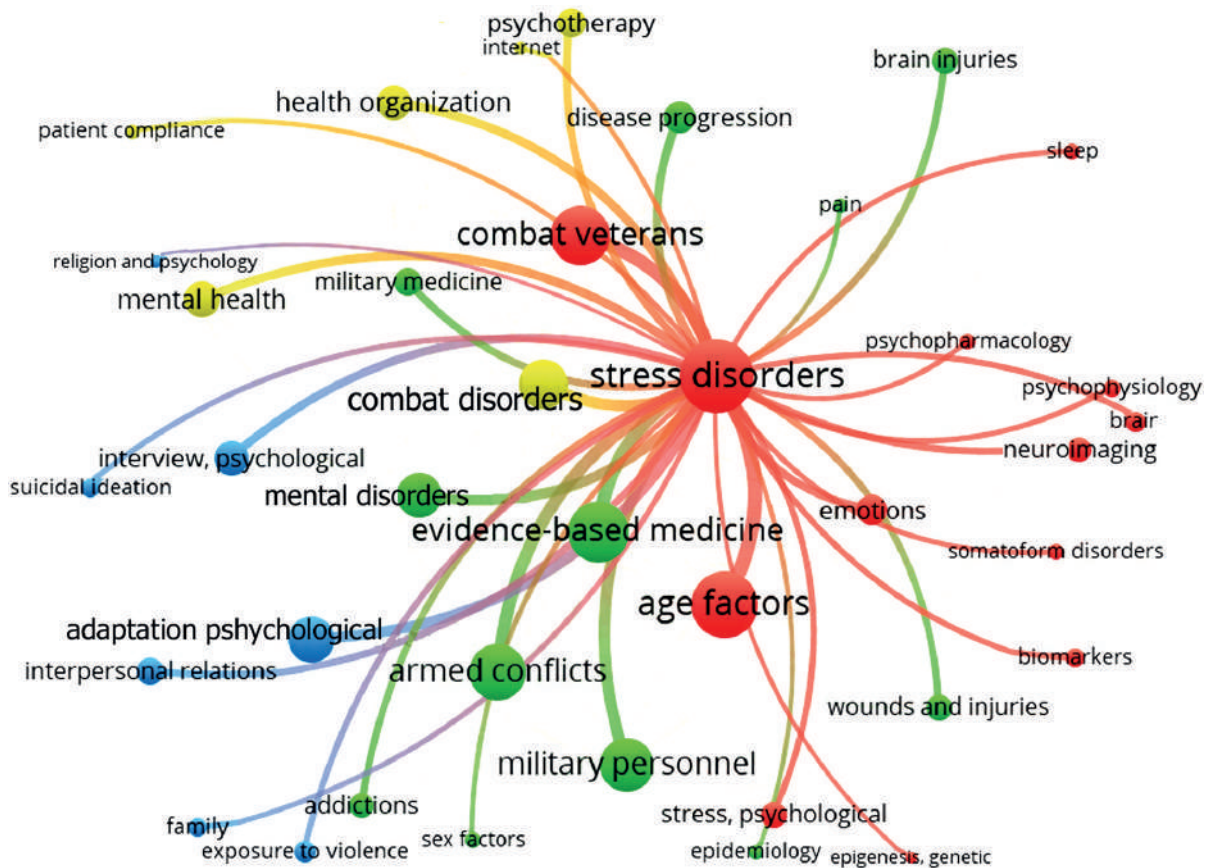 psychotherapy
internet
brain injuries
health organization
disease progression
patient compliance
sleep
pain
combat veterans
religion and psychology
military medicine
mental health
psychopharmacology
stress disorders
psychophysiology
combat disorders
brair
neuroimaging
interview, psychological
suicidal ideation
mental disorders
emotions
evidence-based medicine
somatoform disorders
age factors
adaptation pshychological
interpersonal relations
armed conflicts
biomarkers
wounds and injuries
military personnel
addictions
stress, psychological
family
sex factors
exposure to violence
epidemiology
epigenesis, genetic